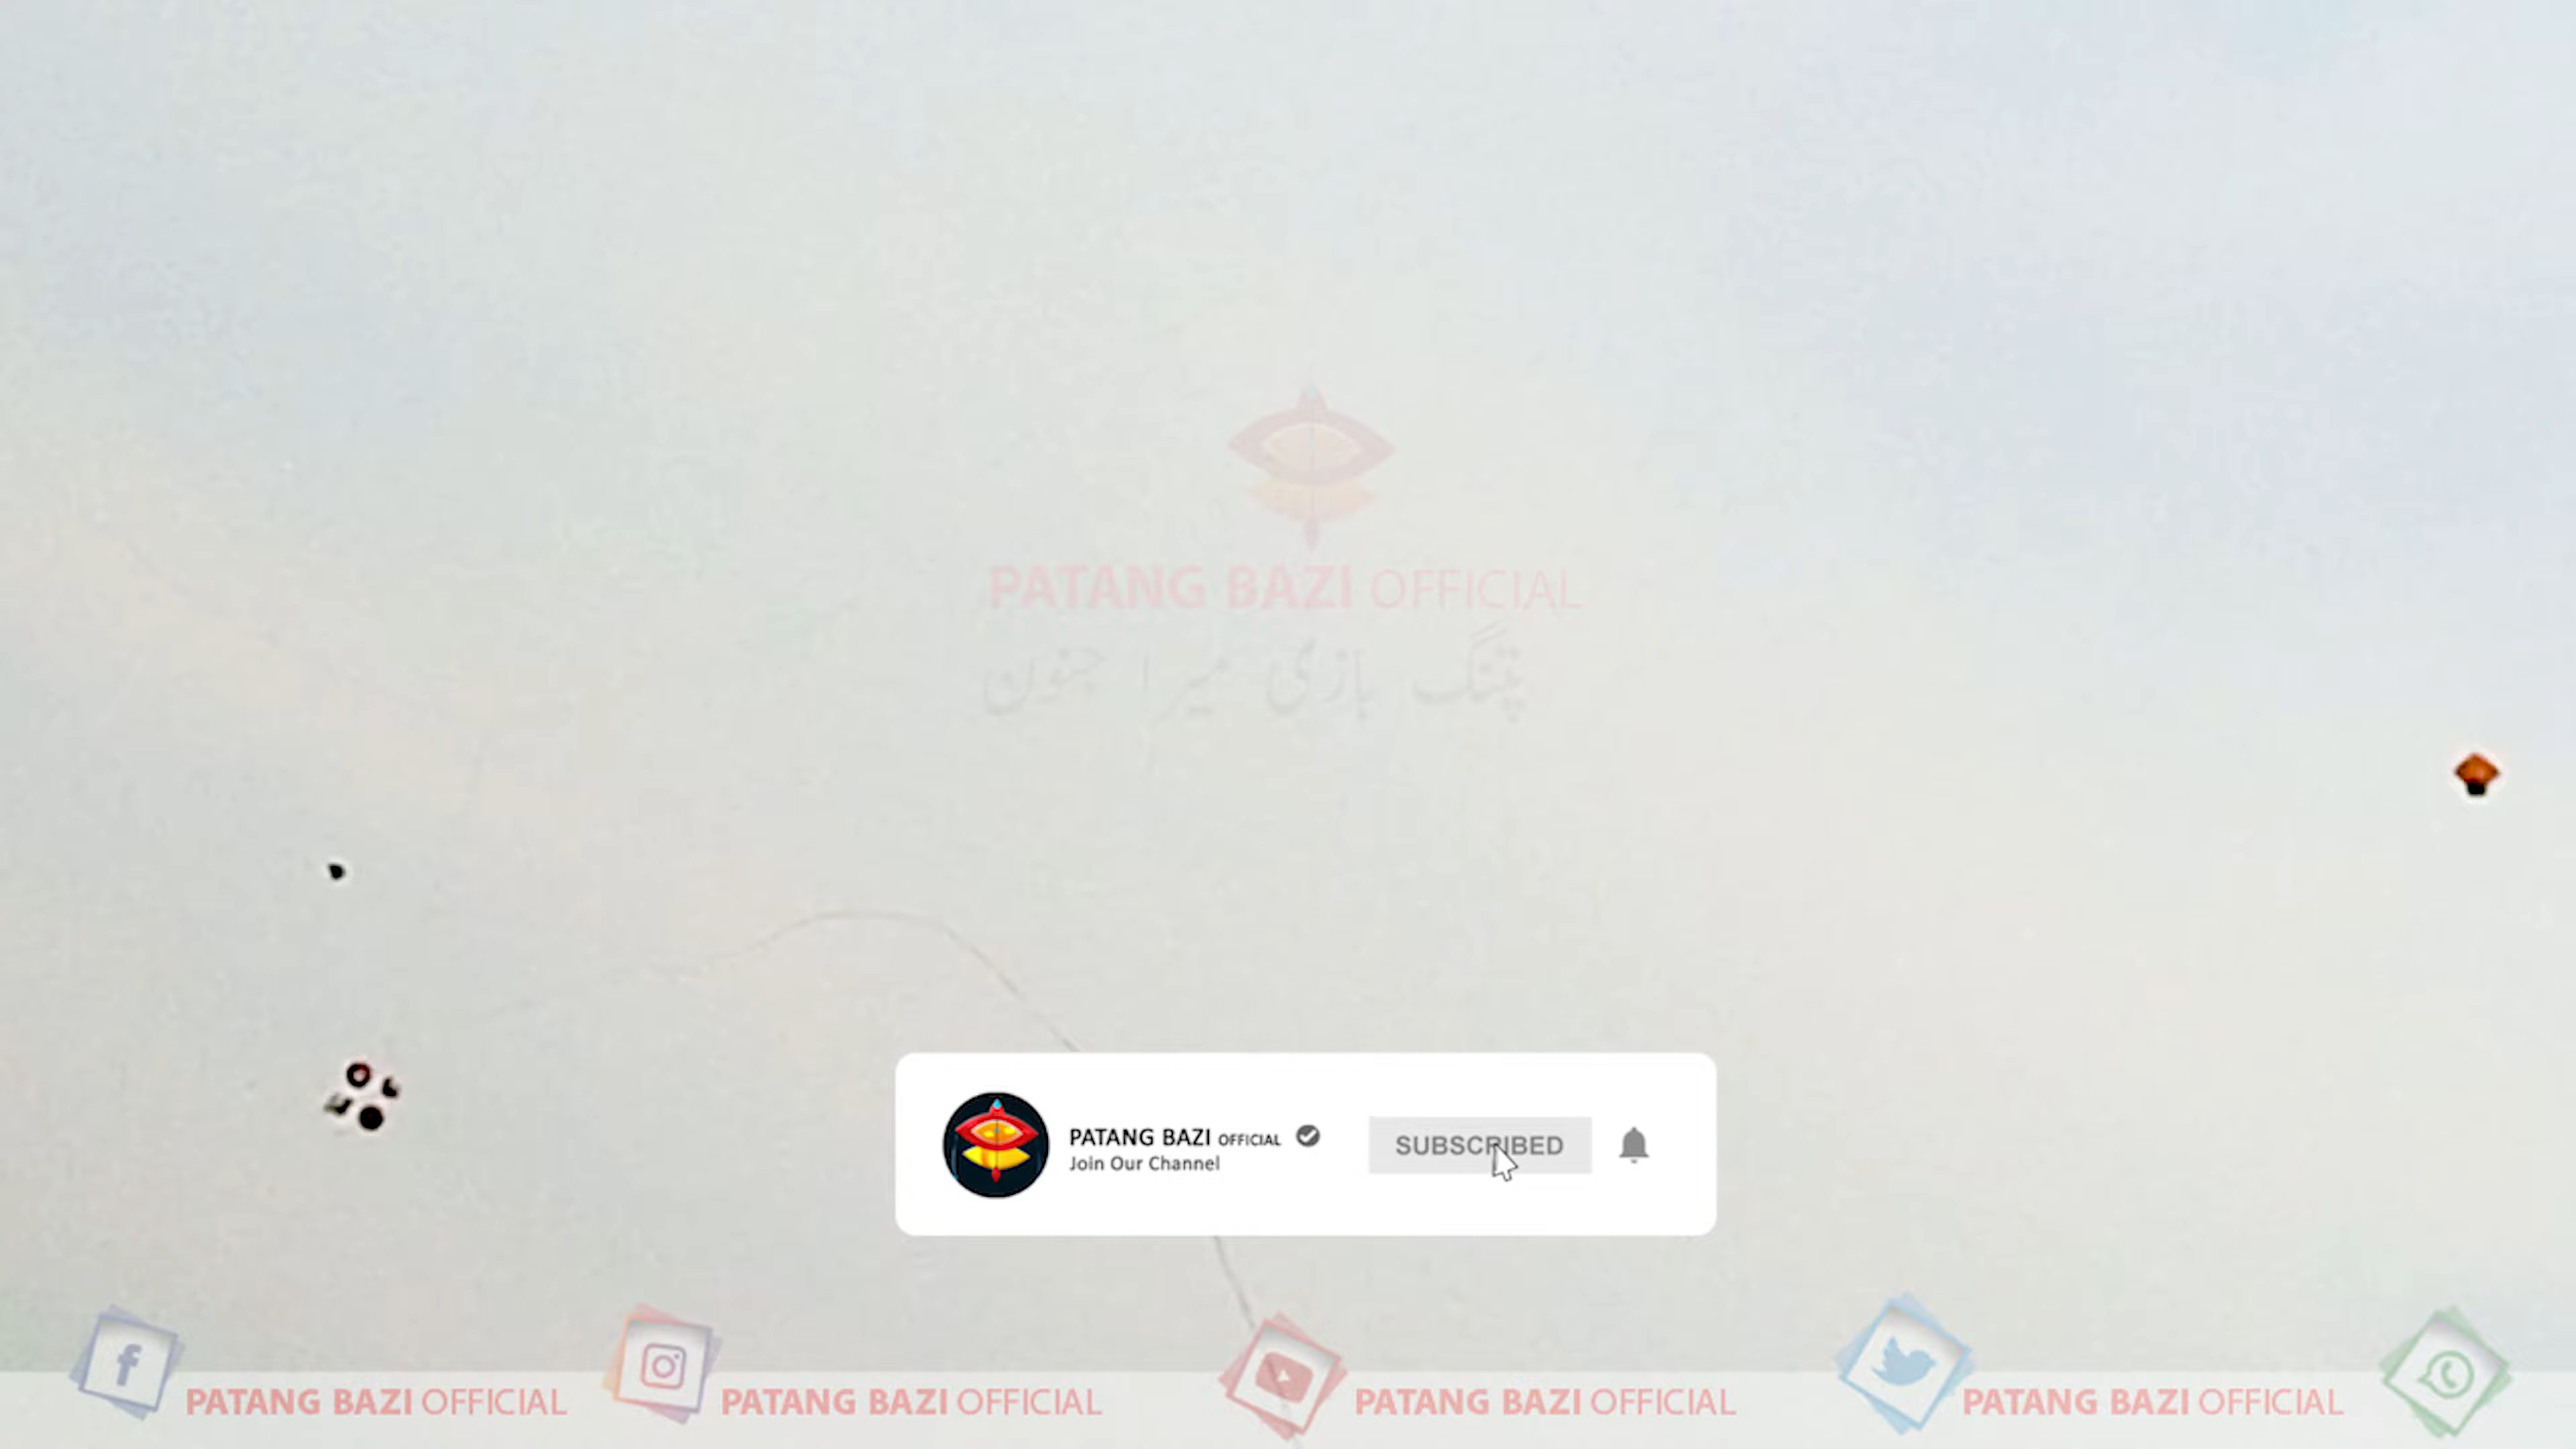 PATANG BAZI OFFICIAL
پتنگ بازی میرا جنون
PATANG BAZI OFFICIAL
Join Our Channel
SUBSCRIBED
PATANG BAZI OFFICIAL
PATANG BAZI OFFICIAL
PATANG BAZI OFFICIAL
PATANG BAZI OFFICIAL